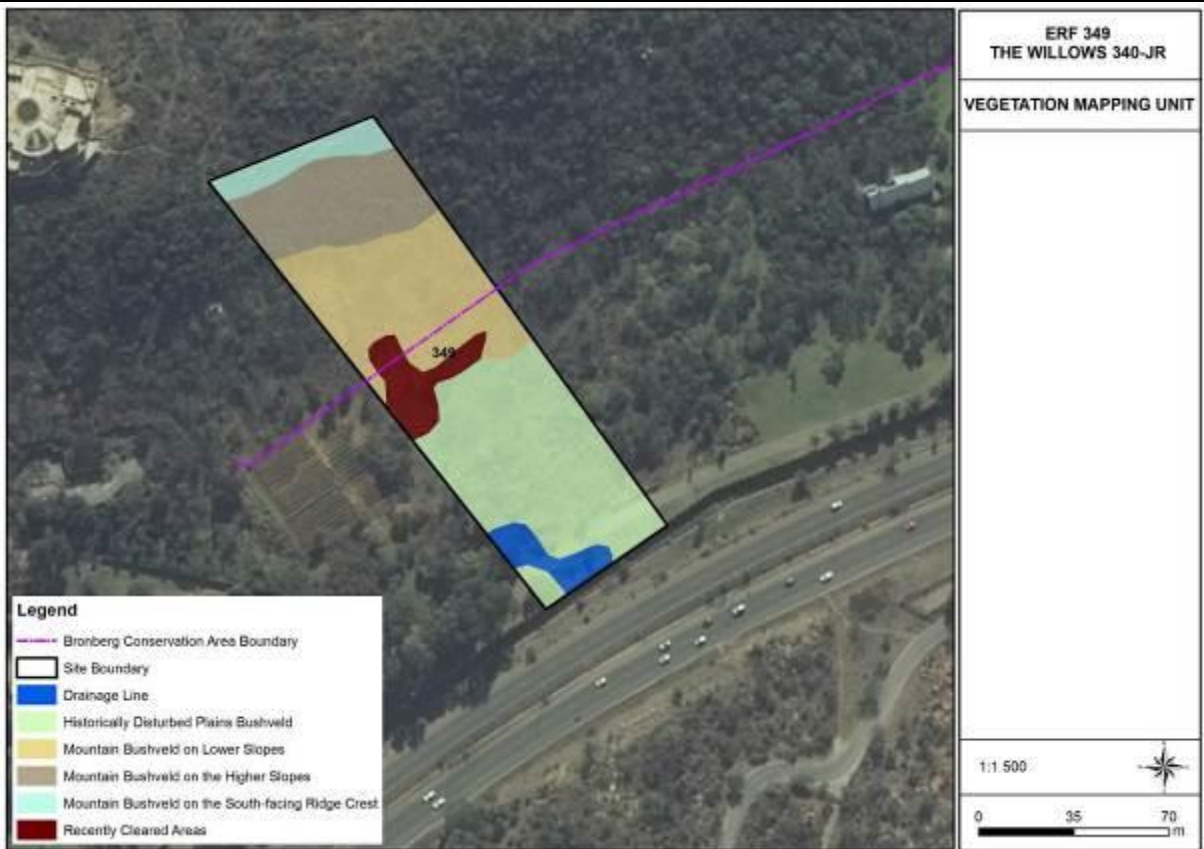 ERF 349
THE WILLOWS 340-JR
VEGETATION MAPPING UNIT
349
Legend
Bronberg Conservation Area Boundary
Site Boundary
Drainage Line
Historically Disturbed Plains Bushveld
Mountain Bushveld on Lower Slopes
Mountain Bushveld on the Higher Slopes
Mountain Bushveld on the South-facing Ridge Crest
Recently Cleared Areas
1:1 500
0 35 70
m